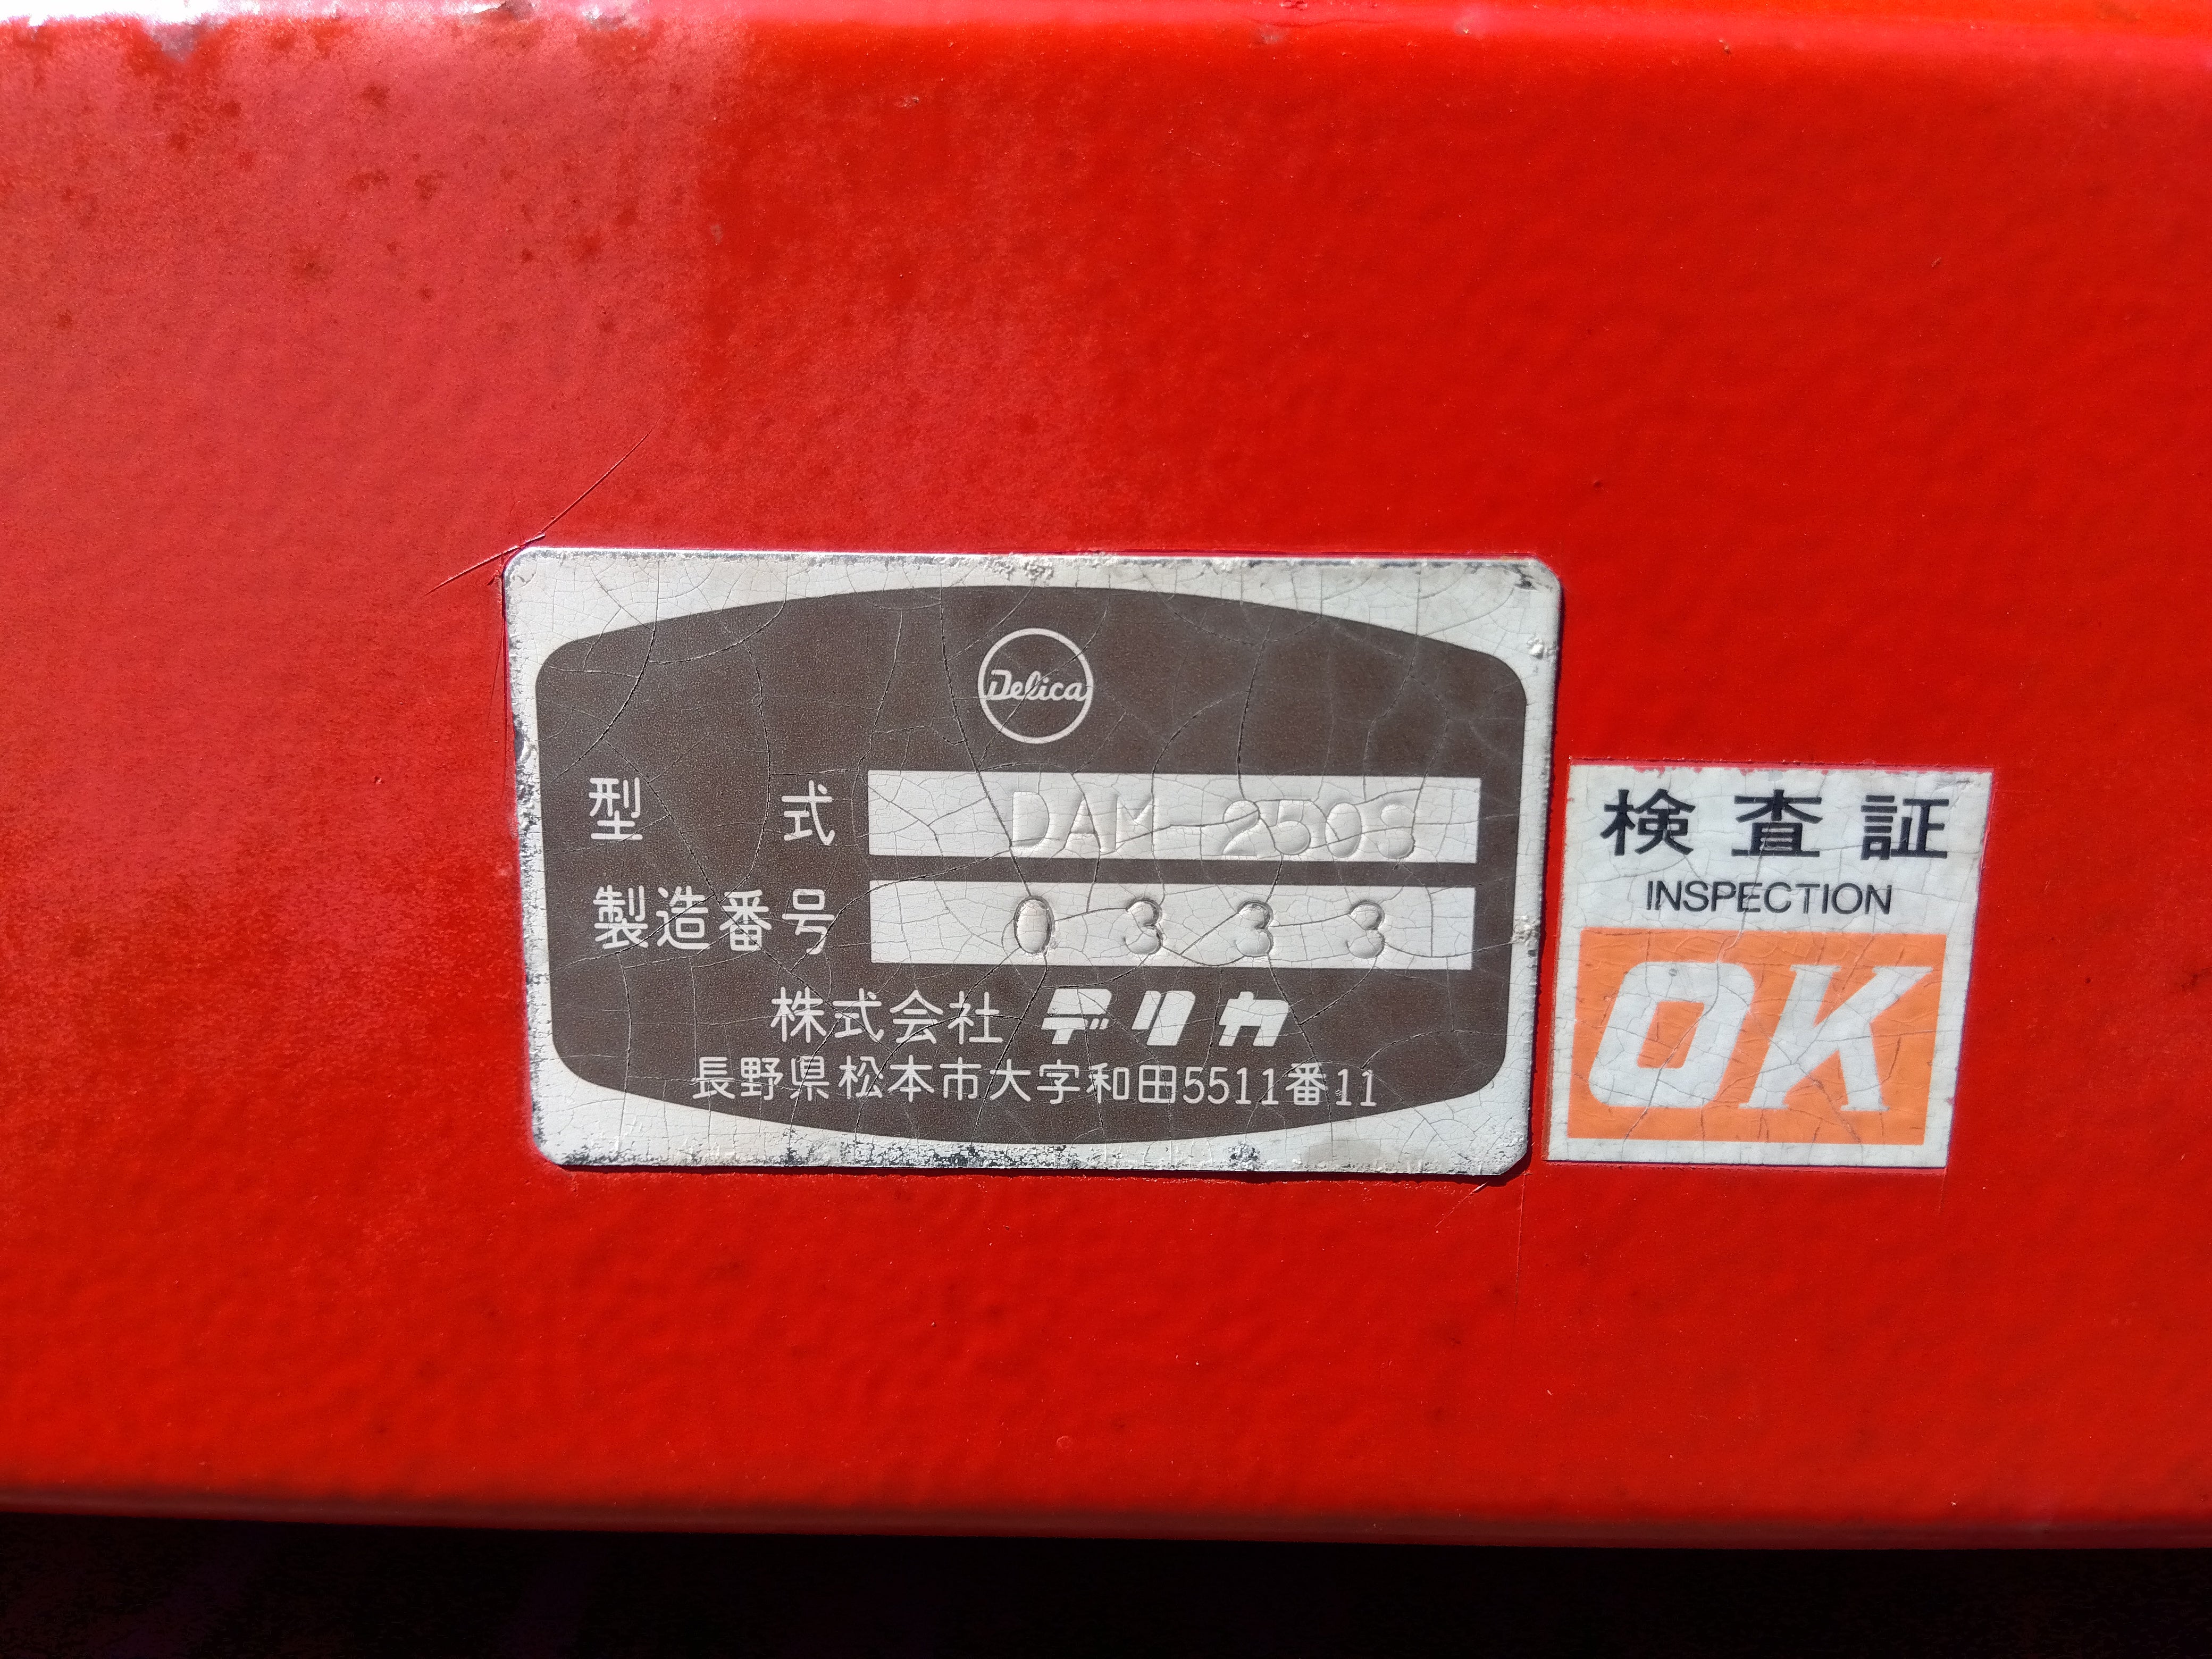 Delica
型式 DAM-2508
製造番号 0333
株式会社 デリカ
長野県松本市大字和田5511番11
検査証
INSPECTION
OK